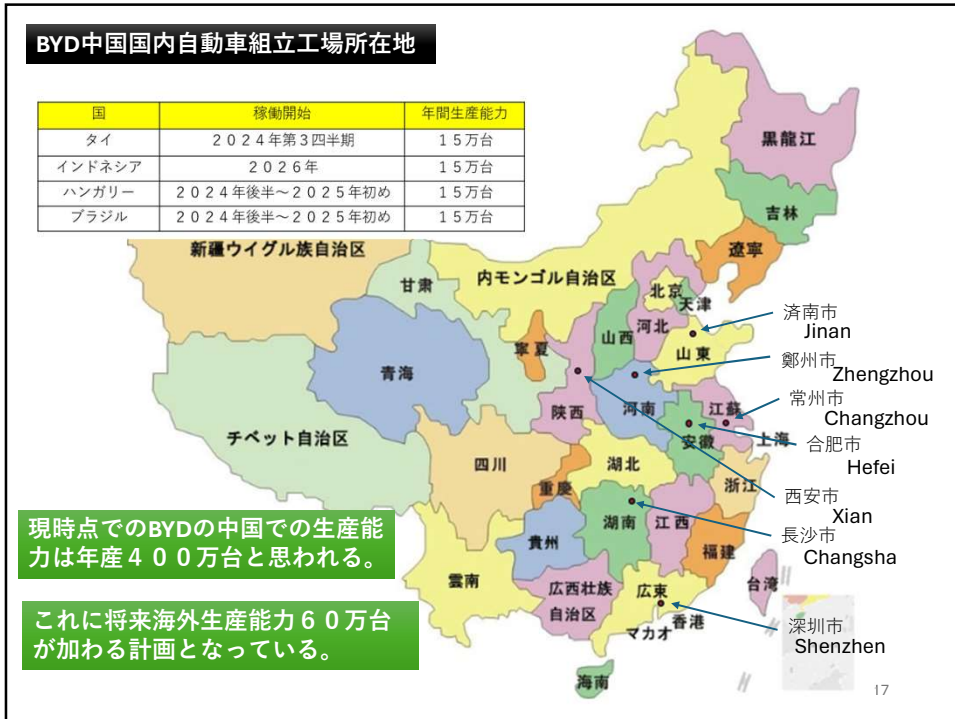 BYD中国国内自動車組立工場所在地
国 稼働開始 年間生産能力
タイ ２０２４年第３四半期 １５万台
インドネシア ２０２６年 １５万台
ハンガリー ２０２４年後半～２０２５年初め １５万台
ブラジル ２０２４年後半～２０２５年初め １５万台
黒龍江
吉林
遼寧
新疆ウイグル族自治区
内モンゴル自治区
甘粛
北京
天津
河北
山西
山東
寧夏
青海
陝西
河南
江蘇
安徽
上海
チベット自治区
四川
重慶
湖北
浙江
湖南
江西
貴州
福建
雲南
広西壮族
自治区
広東
台湾
香港
マカオ
海南
済南市
Jinan
鄭州市
Zhengzhou
常州市
Changzhou
合肥市
Hefei
西安市
Xian
長沙市
Changsha
深圳市
Shenzhen
現時点でのBYDの中国での生産能
力は年産４００万台と思われる。
これに将来海外生産能力６０万台
が加わる計画となっている。
17